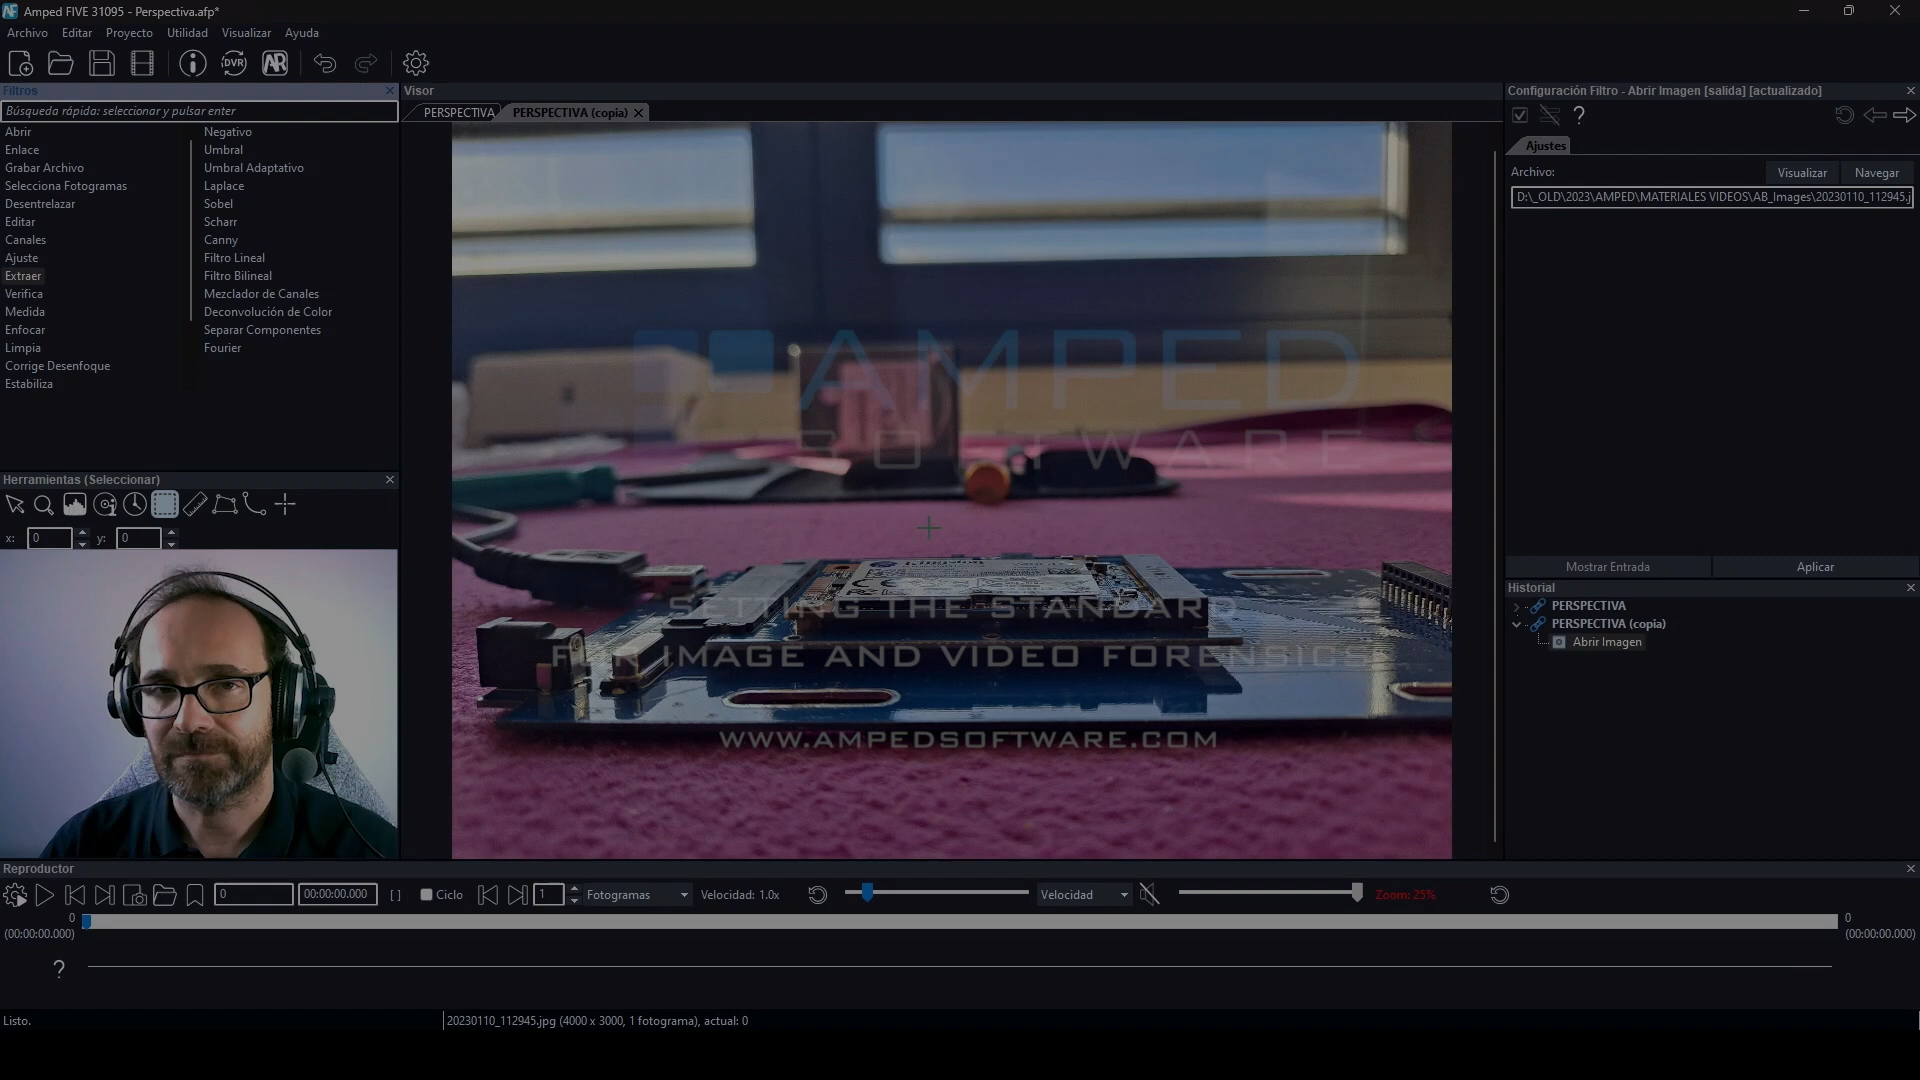 Amped FIVE 31095 - Perspectiva.afp*
Archivo Editar Proyecto Utilidad Visualizar Ayuda
DVR
AR
Filtros
Búsqueda rápida: seleccionar y pulsar enter
Abrir
Enlace
Grabar Archivo
Selecciona Fotogramas
Desentrelazar
Editar
Canales
Ajuste
Extraer
Verifica
Medida
Enfocar
Limpia
Corrige Desenfoque
Estabiliza
Negativo
Umbral
Umbral Adaptativo
Laplace
Sobel
Scharr
Canny
Filtro Lineal
Filtro Bilineal
Mezclador de Canales
Deconvolución de Color
Separar Componentes
Fourier
Herramientas (Seleccionar)
x: 0 y: 0
Visor
PERSPECTIVA PERSPECTIVA (copia)
AMPED
SOFTWARE
SETTING THE STANDARD
FOR IMAGE AND VIDEO FORENSICS
WWW.AMPEDSOFTWARE.COM
Configuración Filtro - Abrir Imagen [salida] [actualizado]
?
Ajustes
Archivo: Visualizar Navegar
D:\_OLD\2023\AMPED\MATERIALES VIDEOS\AB_Images\20230110_112945.j
Mostrar Entrada Aplicar
Historial
PERSPECTIVA
PERSPECTIVA (copia)
Abrir Imagen
Reproductor
0 00:00:00.000 [ ] Ciclo 1 Fotogramas Velocidad: 1.0x Velocidad Zoom: 25%
0 0
(00:00:00.000) (00:00:00.000)
?
Listo. 20230110_112945.jpg (4000 x 3000, 1 fotograma), actual: 0